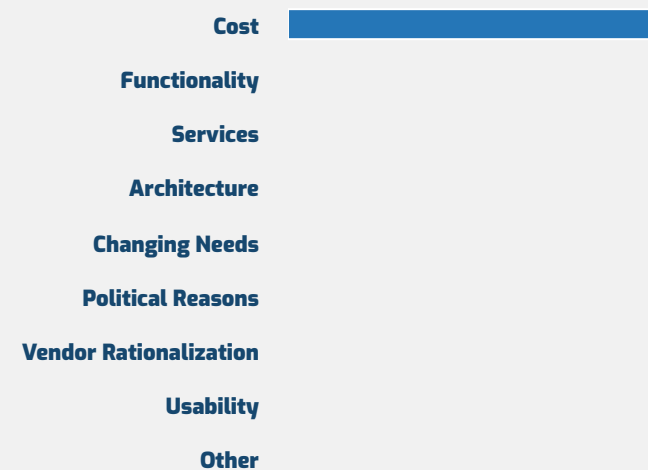 Cost
Functionality
Services
Architecture
Changing Needs
Political Reasons
Vendor Rationalization
Usability
Other